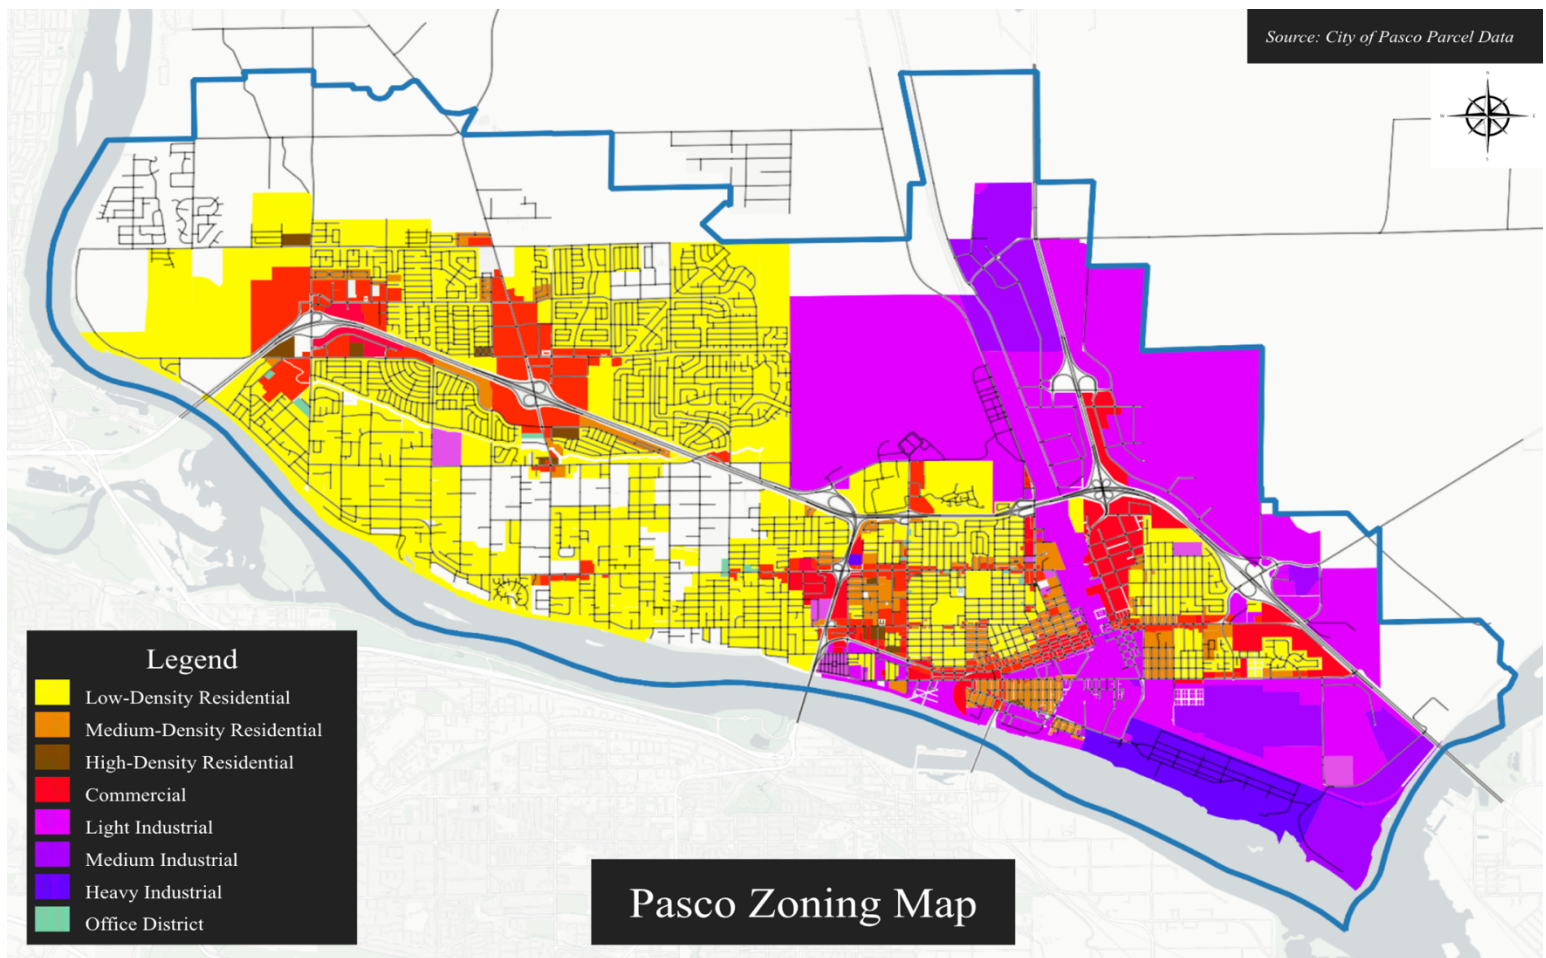 Source: City of Pasco Parcel Data
N
W
E
S
Legend
Low-Density Residential
Medium-Density Residential
High-Density Residential
Commercial
Light Industrial
Medium Industrial
Heavy Industrial
Office District
Pasco Zoning Map